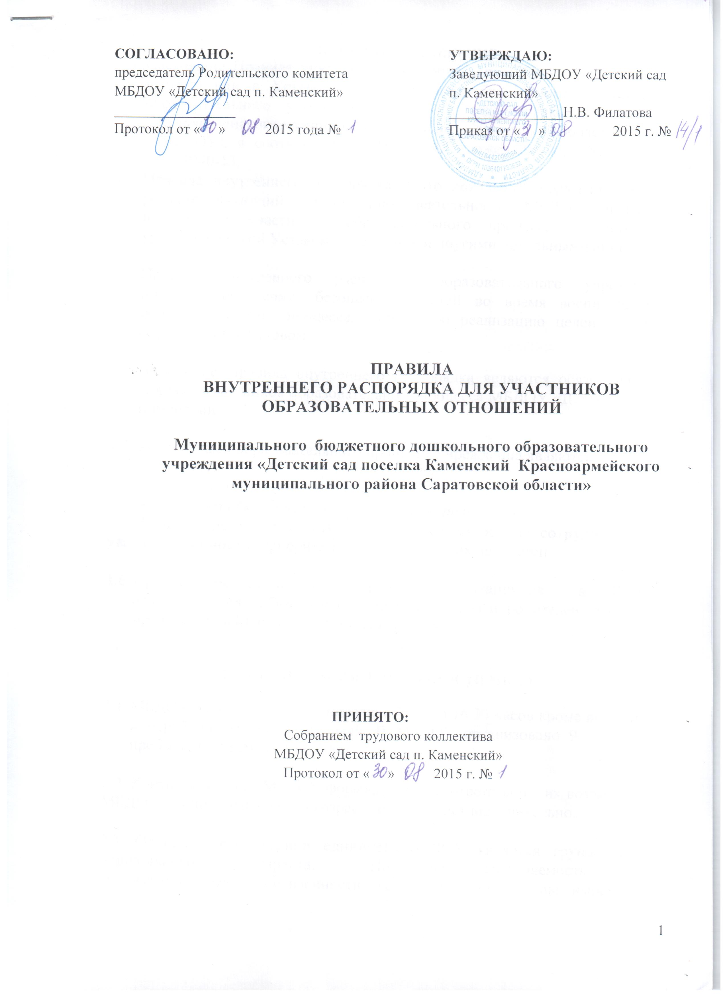 СОГЛАСОВАНО:
председатель Родительского комитета
МБДОУ «Детский сад п. Каменский»
Протокол от «30» 08 2015 года № 1
УТВЕРЖДАЮ:
Заведующий МБДОУ «Детский сад
п. Каменский»
Н.В. Филатова
Приказ от «31» 08 2015 г. № 14/1
«ДЕТСКИЙ САД
ПОСЕЛКА КАМЕНСКИЙ
САРАТОВСКОЙ ОБЛАСТИ»
ИНН 6442009064
ОГРН 1026401733632
ПРАВИЛА
ВНУТРЕННЕГО РАСПОРЯДКА ДЛЯ УЧАСТНИКОВ
ОБРАЗОВАТЕЛЬНЫХ ОТНОШЕНИЙ
Муниципального  бюджетного дошкольного образовательного
учреждения «Детский сад поселка Каменский  Красноармейского
муниципального района Саратовской области»
ПРИНЯТО:
Собранием  трудового коллектива
МБДОУ «Детский сад п. Каменский»
Протокол от «30» 08 2015 г. № 1
1